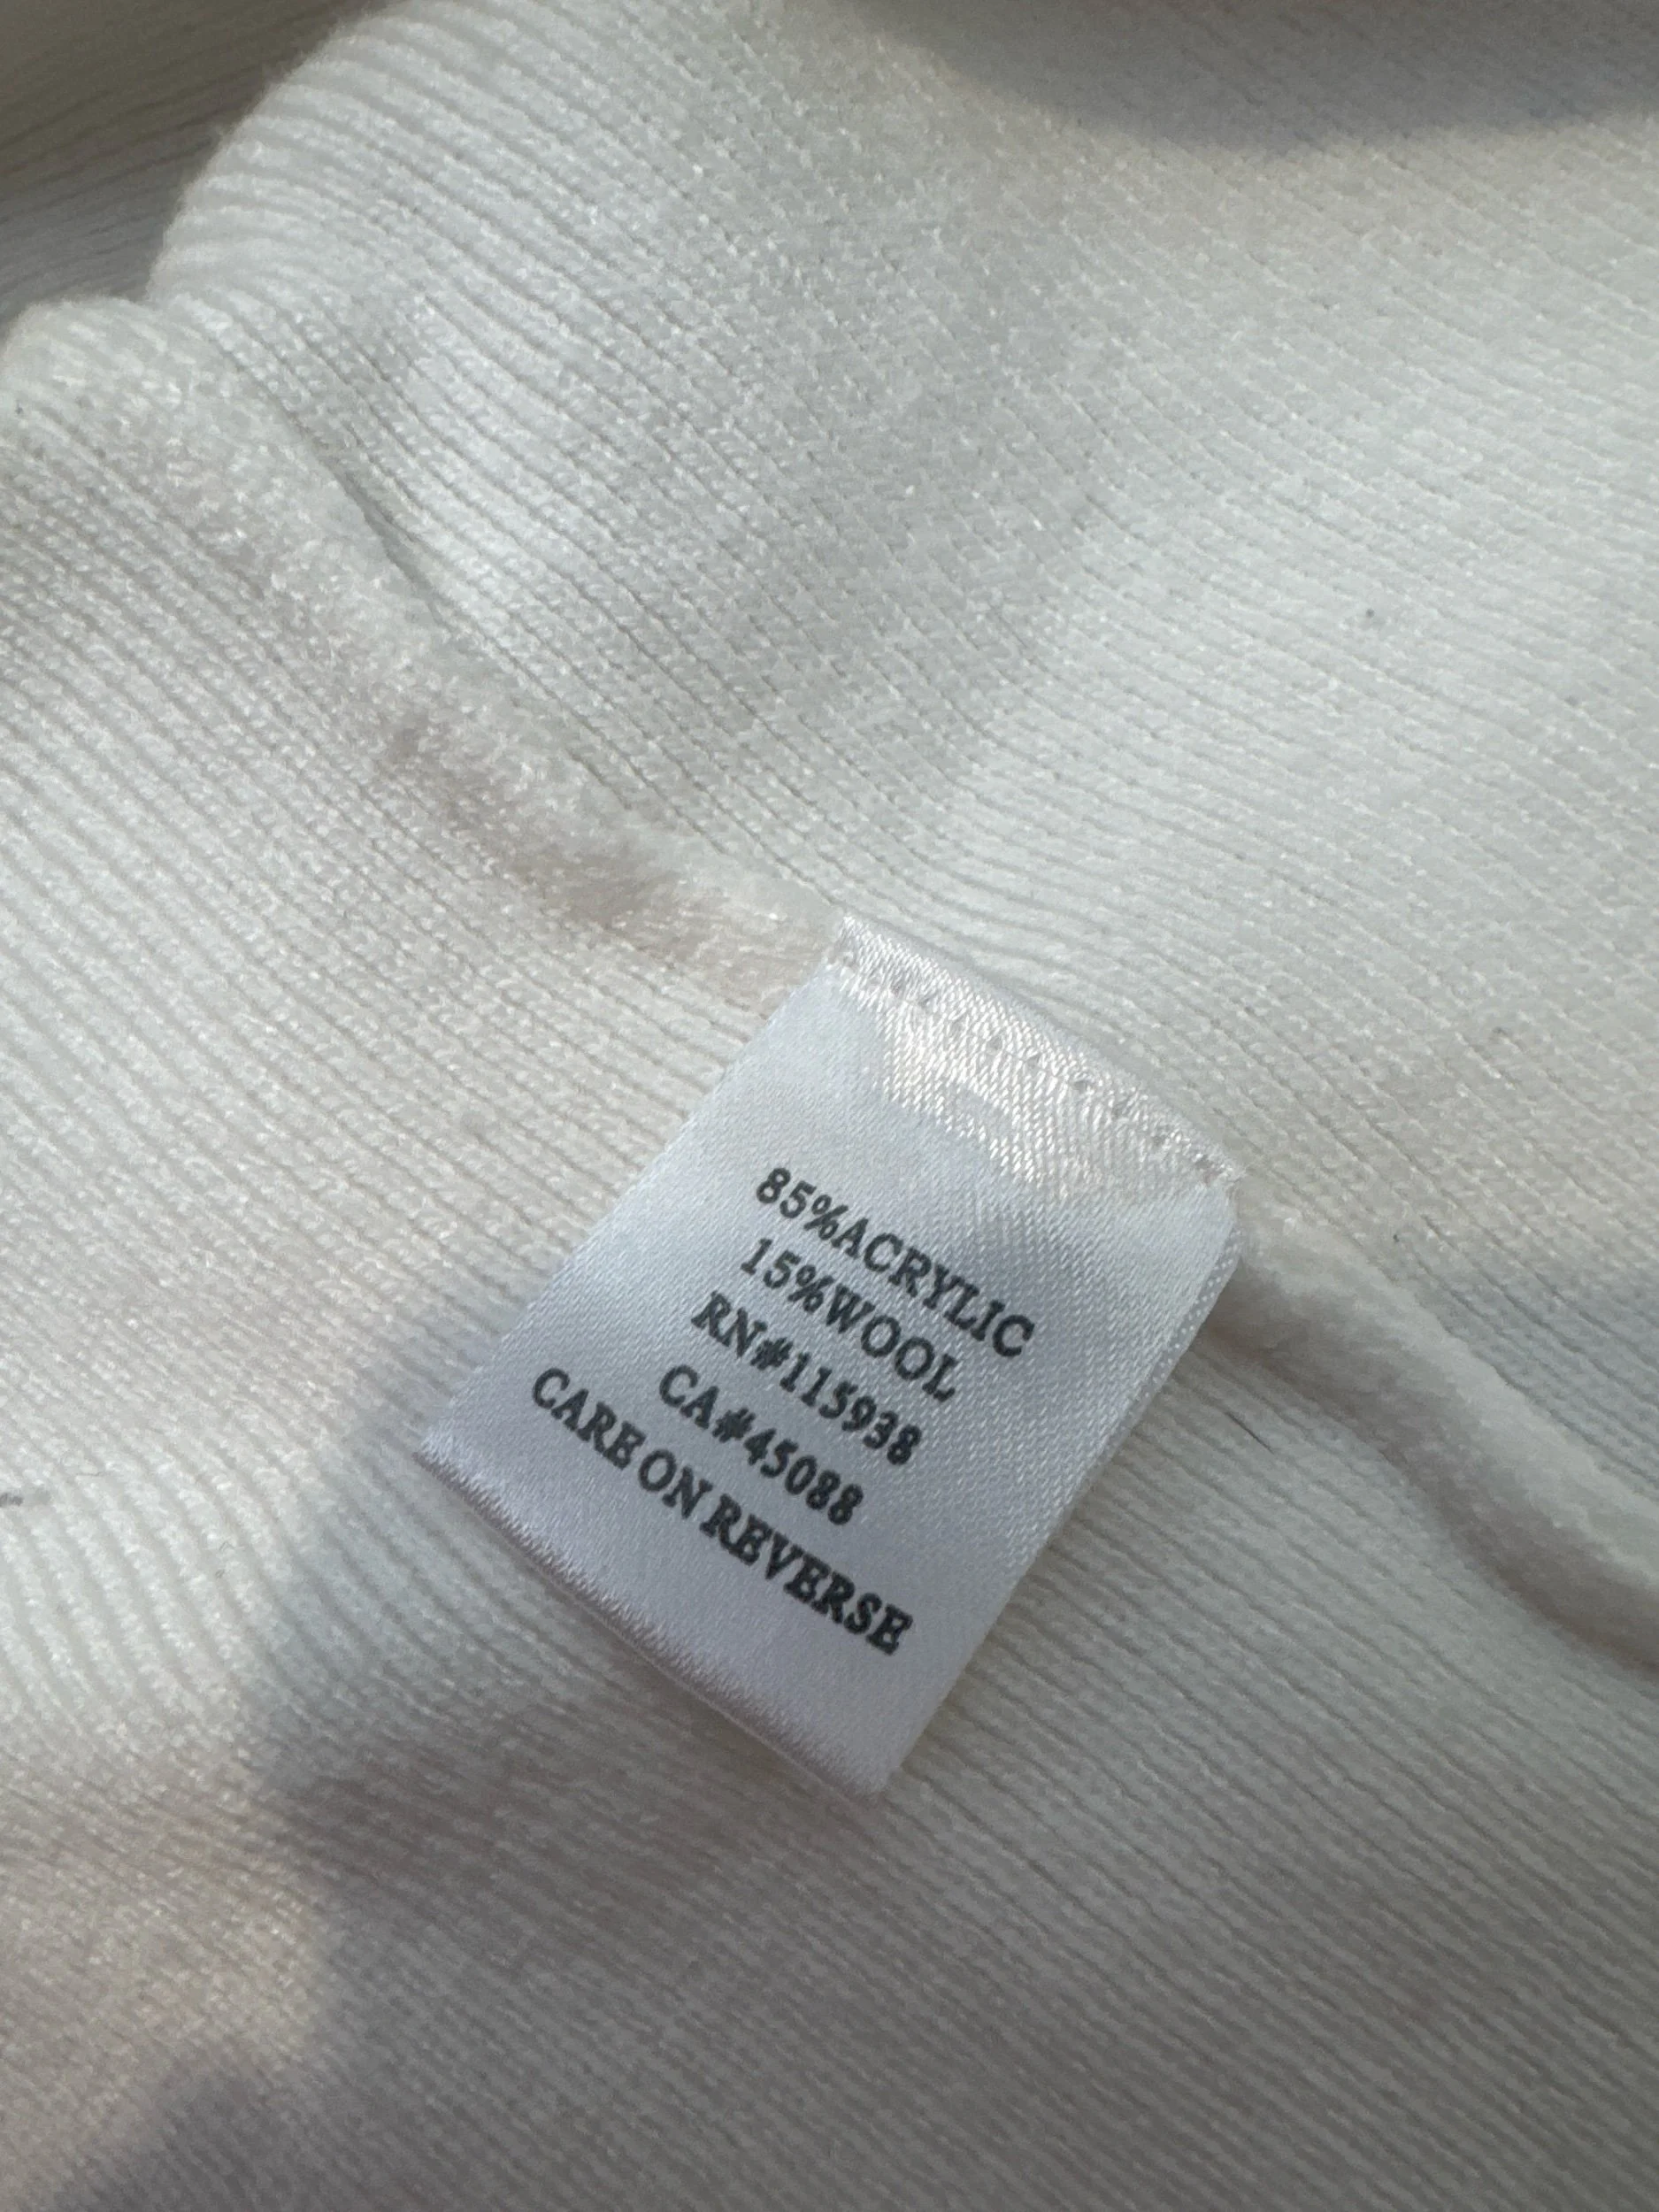 85%ACRYLIC
15%WOOL
RN#115938
CA#45088
CARE ON REVERSE